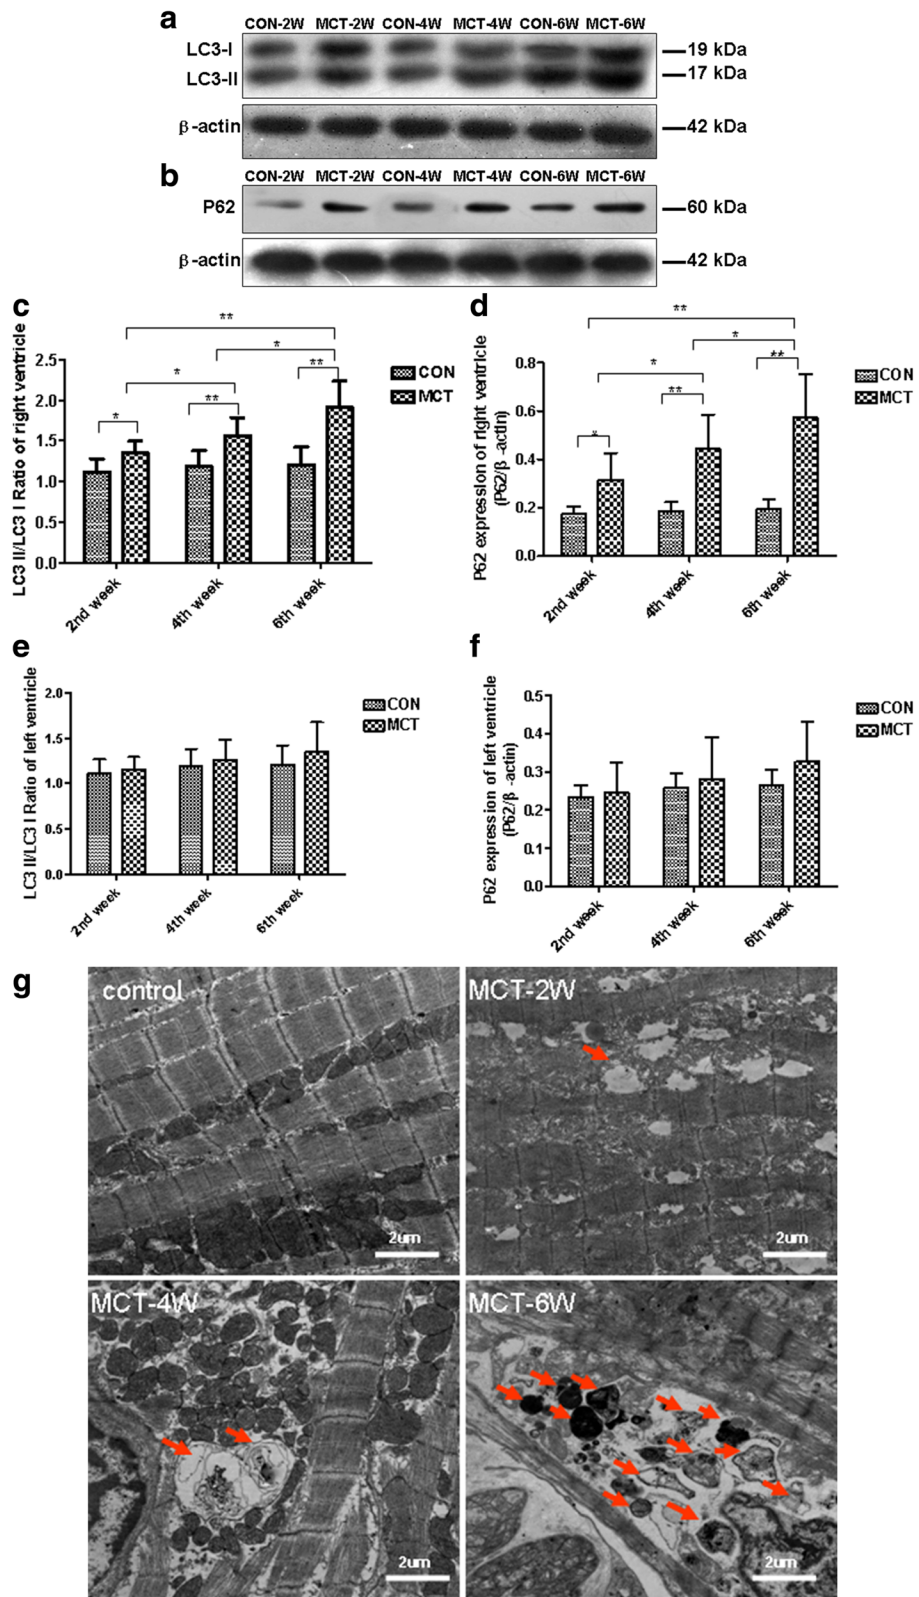 a
CON-2W MCT-2W CON-4W MCT-4W CON-6W MCT-6W
LC3-I
19 kDa
LC3-II
17 kDa
β-actin
42 kDa
b
CON-2W MCT-2W CON-4W MCT-4W CON-6W MCT-6W
P62
60 kDa
β-actin
42 kDa
c
LC3 II/LC3 I Ratio of right ventricle
2.5
2.0
1.5
1.0
0.5
0.0
**
*
*
**
*
**
CON
MCT
2nd week
4th week
6th week
d
P62 expression of right ventricle
(P62/β -actin)
0.8
0.6
0.4
0.2
0.0
**
*
*
**
**
*
CON
MCT
2nd week
4th week
6th week
e
LC3 II/LC3 I Ratio of left ventricle
2.0
1.5
1.0
0.5
0.0
CON
MCT
2nd week
4th week
6th week
f
P62 expression of left ventricle
(P62/β -actin)
0.5
0.4
0.3
0.2
0.1
0.0
CON
MCT
2nd week
4th week
6th week
g
control
2um
MCT-2W
2um
MCT-4W
2um
MCT-6W
2um